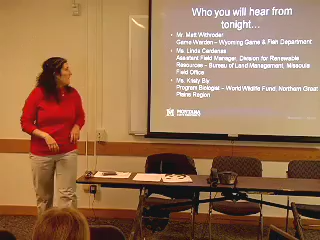 Who you will hear from
tonight…
• Mr. Matt Withroder
Game Warden – Wyoming Game & Fish Department
• Ms. Linda Cardenas
Assistant Field Manager, Division for Renewable
Resources – Bureau of Land Management, Missoula
Field Office
• Ms. Kristy Bly
Program Biologist – World Wildlife Fund, Northern Great
Plains Region
MONTANA